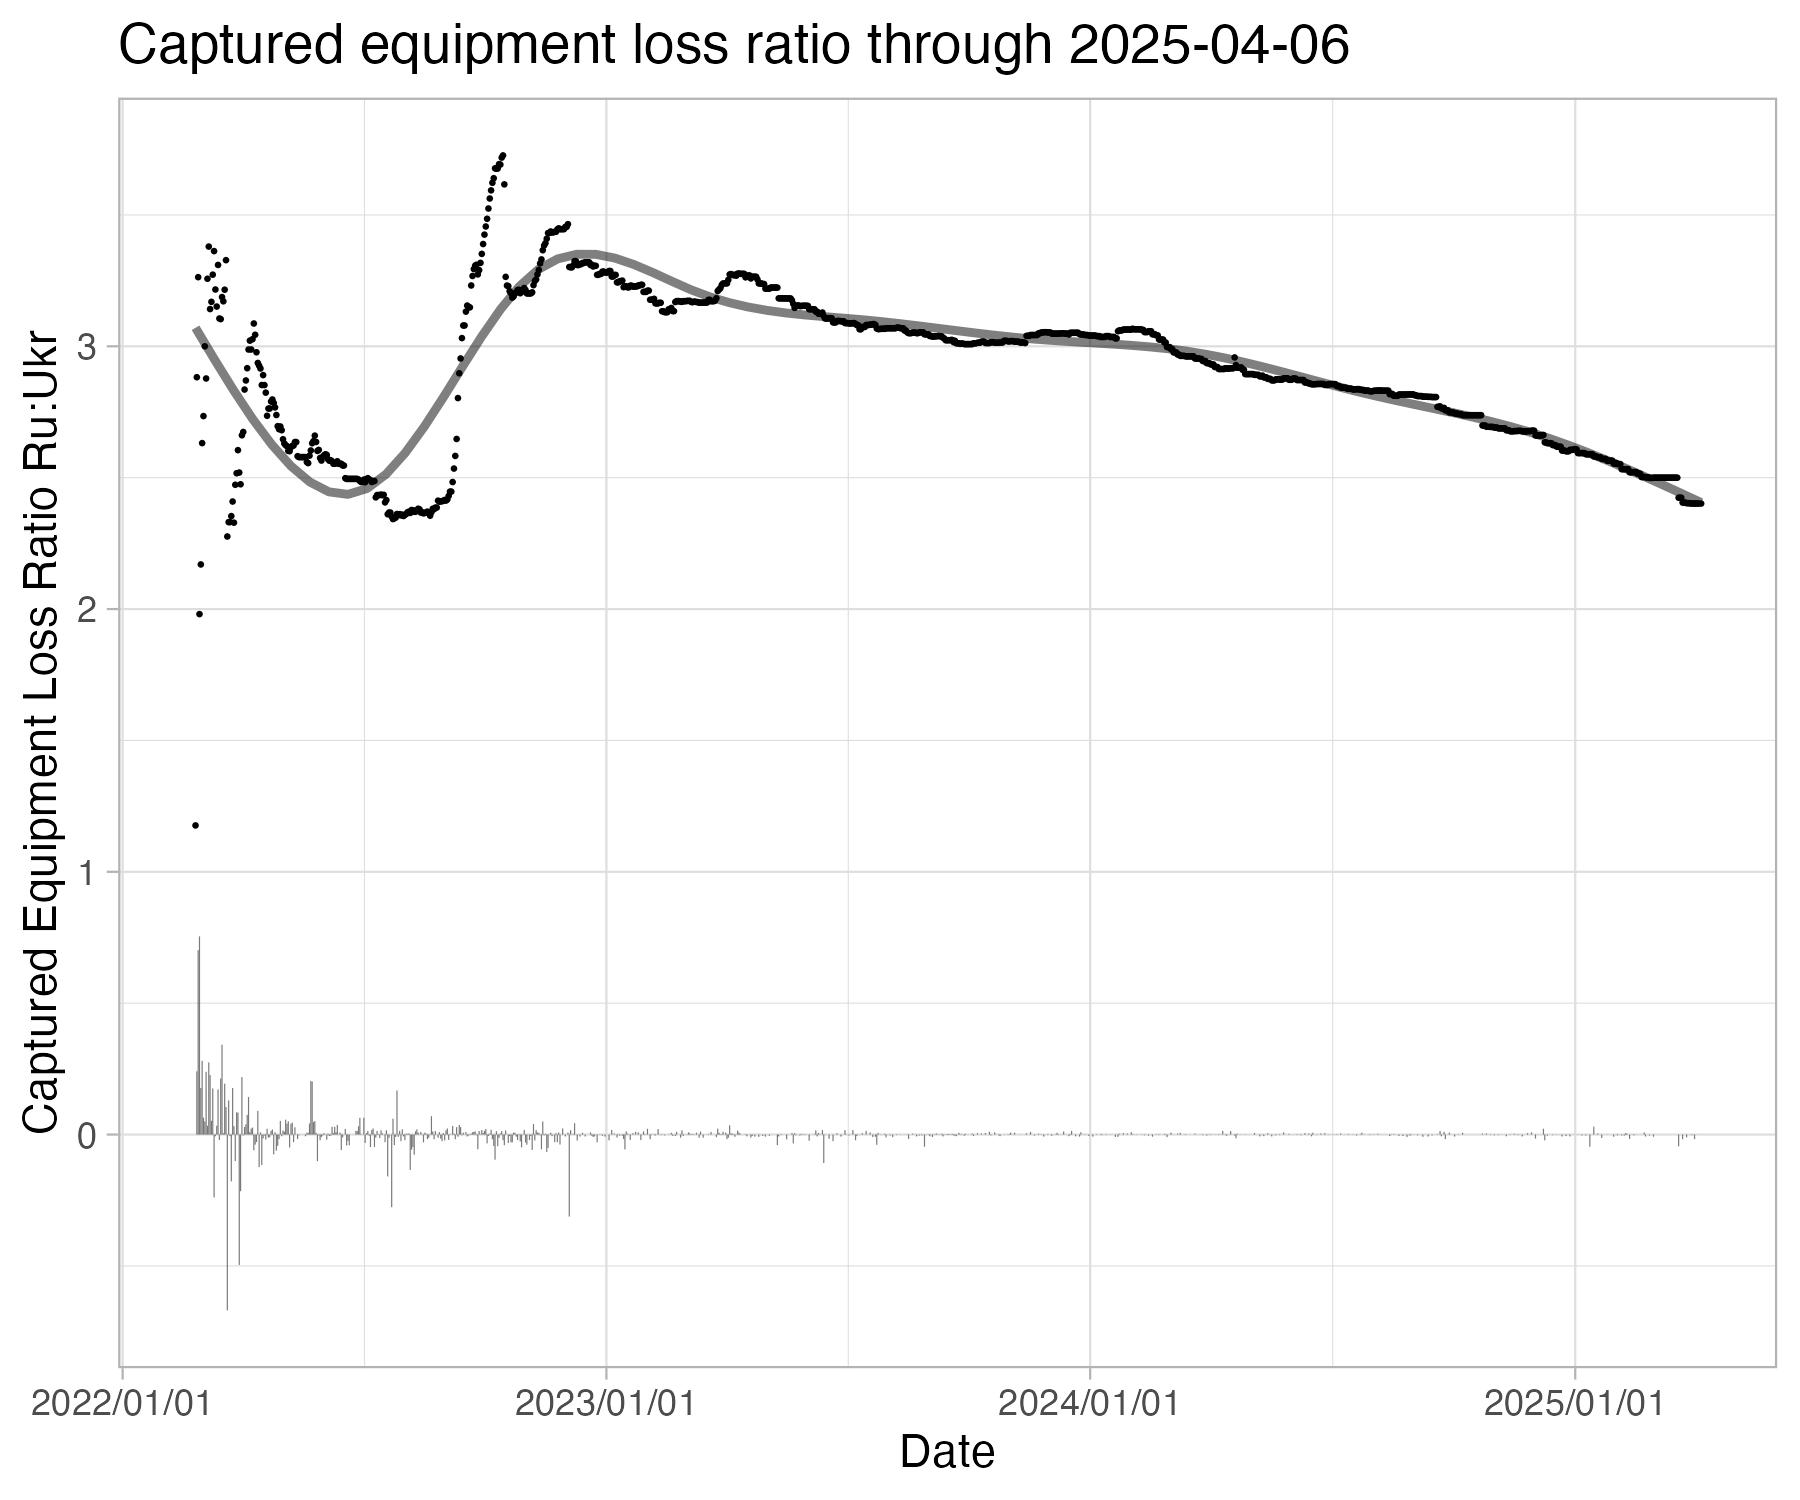 Captured equipment loss ratio through 2025-04-06
Captured Equipment Loss Ratio Ru:Ukr
3
2
1
0
2022/01/01
2023/01/01
2024/01/01
2025/01/01
Date